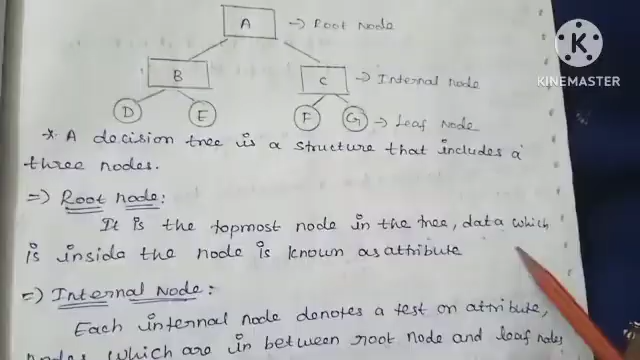 A -> Root Node
B
C -> Internal Node
D E F G -> Leaf Node
KINEMASTER
* A decision tree is a structure that includes a
three nodes.
=> Root node:
It is the topmost node in the tree, data which
is inside the node is known as attribute
=> Internal Node:
Each internal node denotes a test on attribute,
nodes which are in between root node and leaf nodes